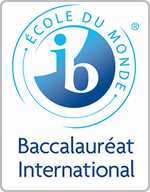 · ÉCOLE DU MONDE ·
ib
®
Baccalauréat
International